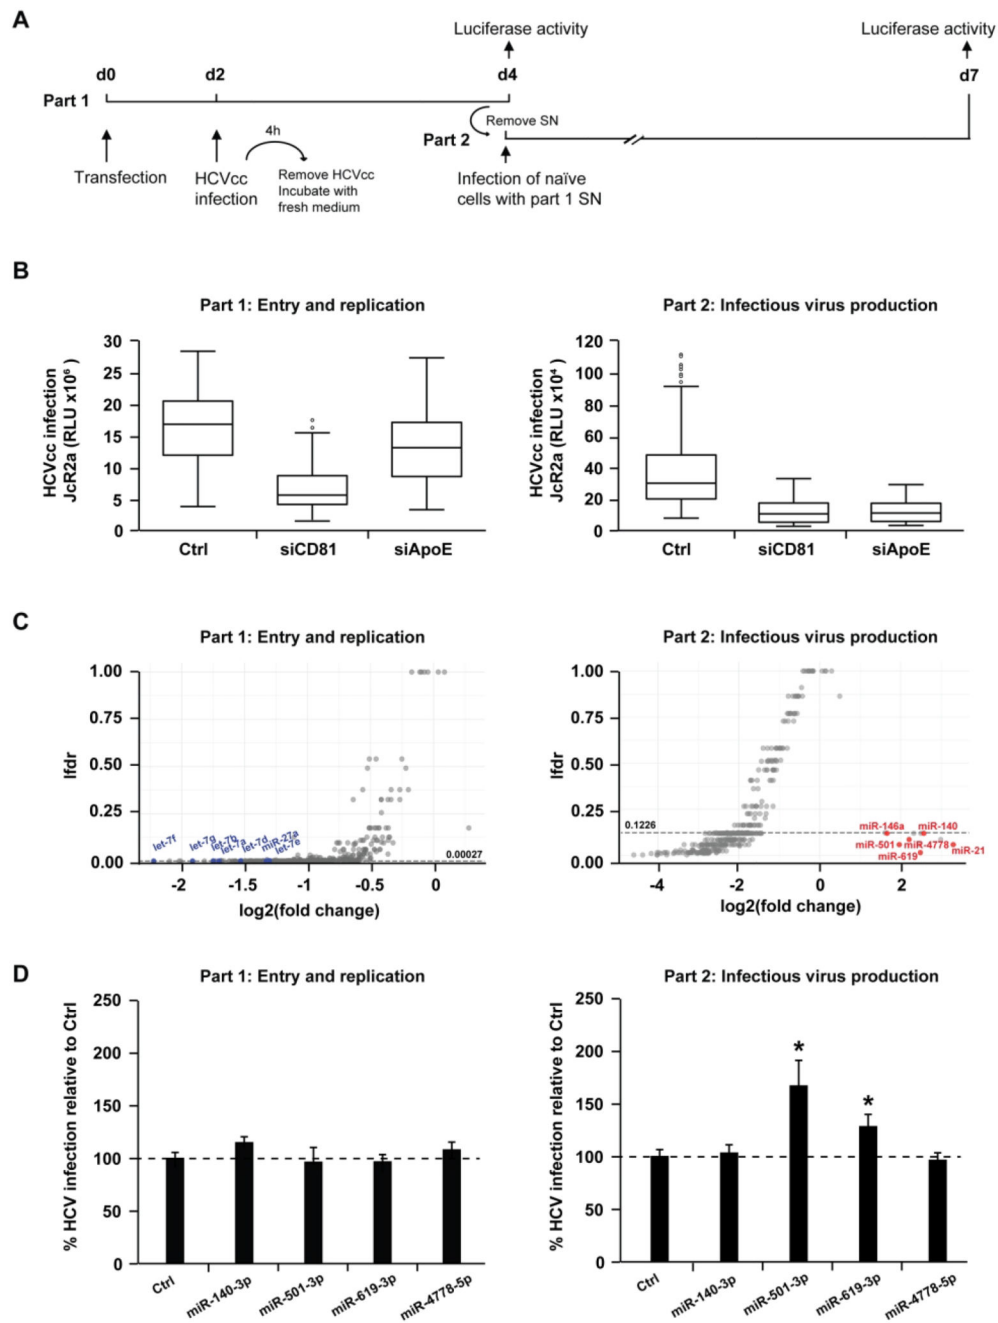 A
Luciferase activity
Luciferase activity
d0
d2
d4
d7
Part 1
Remove SN
4h
Part 2
Transfection
HCVcc
infection
Remove HCVcc
Incubate with
fresh medium
Infection of naïve
cells with part 1 SN
B
Part 1: Entry and replication
HCVcc infection
JcR2a (RLU x10⁶ )
30
25
20
15
10
5
0
Ctrl
siCD81
siApoE
Part 2: Infectious virus production
HCVcc infection
JcR2a (RLU x10⁴ )
120
100
80
60
40
20
0
Ctrl
siCD81
siApoE
C
Part 1: Entry and replication
lfdr
1.00
0.75
0.50
0.25
0.00
let-7f
let-7g
let-7b
let-7a
let-7d
miR-27a
let-7e
0.00027
-2
-1.5
-1
-0.5
0
log2(fold change)
Part 2: Infectious virus production
lfdr
1.00
0.75
0.50
0.25
0.00
0.1226
miR-146a
miR-140
miR-501
miR-4778
miR-21
miR-619
-4
-2
0
2
log2(fold change)
D
Part 1: Entry and replication
% HCV infection relative to Ctrl
250
200
150
100
50
0
Ctrl
miR-140-3p
miR-501-3p
miR-619-3p
miR-4778-5p
Part 2: Infectious virus production
% HCV infection relative to Ctrl
250
200
150
100
50
0
*
*
Ctrl
miR-140-3p
miR-501-3p
miR-619-3p
miR-4778-5p